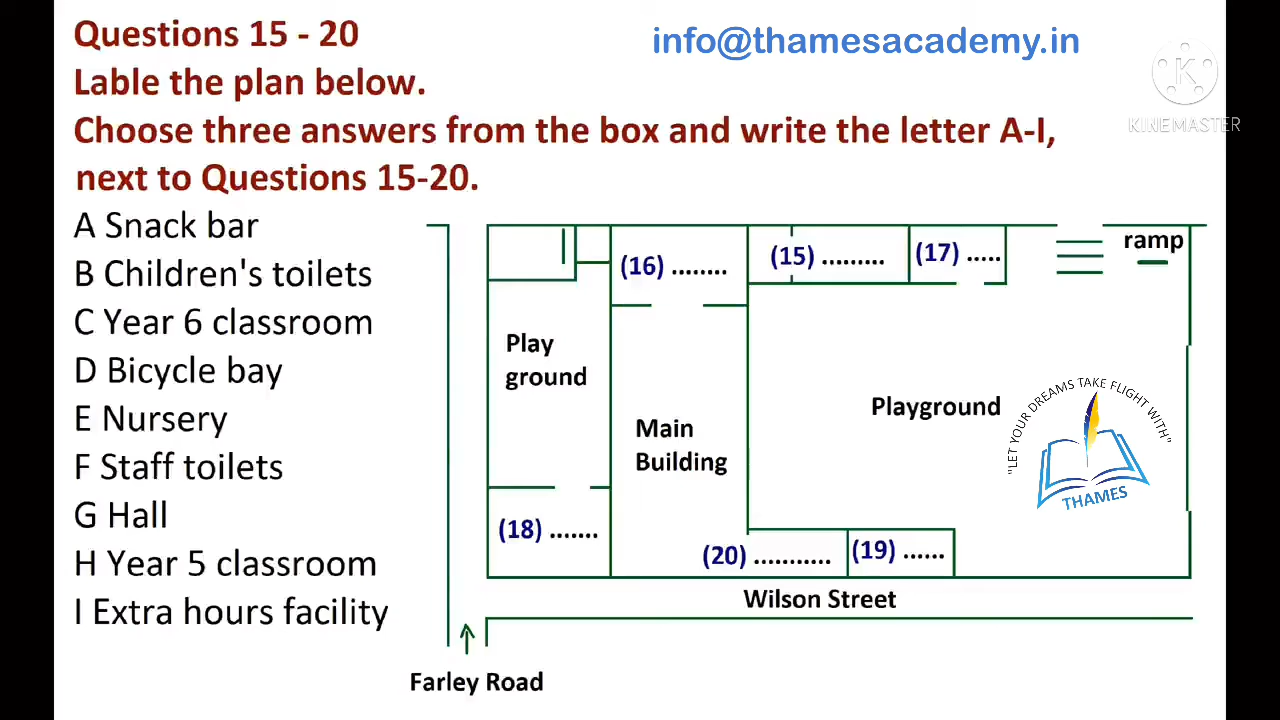 Questions 15 - 20
info@thamesacademy.in
Lable the plan below.
Choose three answers from the box and write the letter A-I,
next to Questions 15-20.
K
KINEMASTER
A Snack bar
B Children's toilets
C Year 6 classroom
D Bicycle bay
E Nursery
F Staff toilets
G Hall
H Year 5 classroom
I Extra hours facility
ramp
(16) ........
(15) .........
(17) .....
Play
ground
Main
Building
Playground
"LET YOUR DREAMS TAKE FLIGHT WITH"
THAMES
(18) .......
(20) ...........
(19) ......
Wilson Street
Farley Road